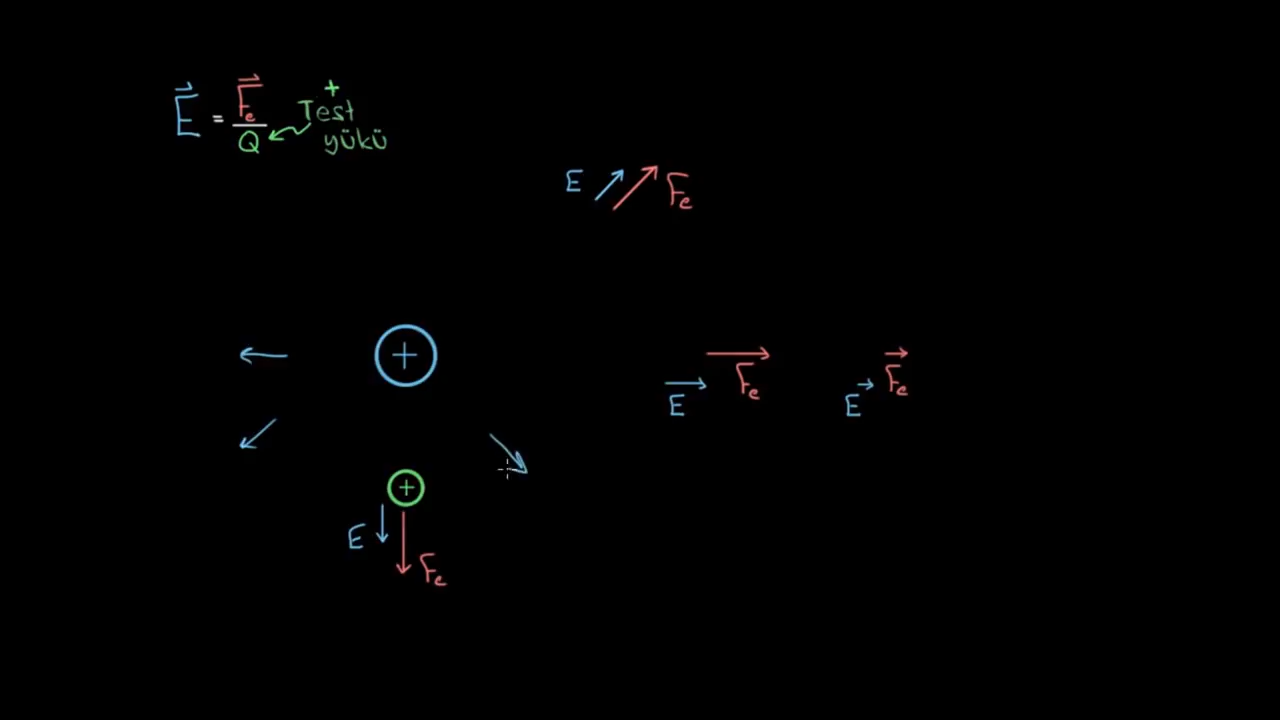 E = Fe / Q
+
Test
yükü
E Fe
+
Fe Fe
E E
+
E
Fe